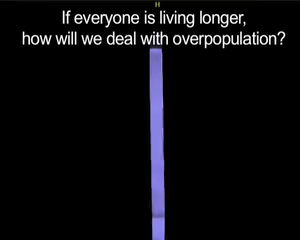 If everyone is living longer,
how will we deal with overpopulation?